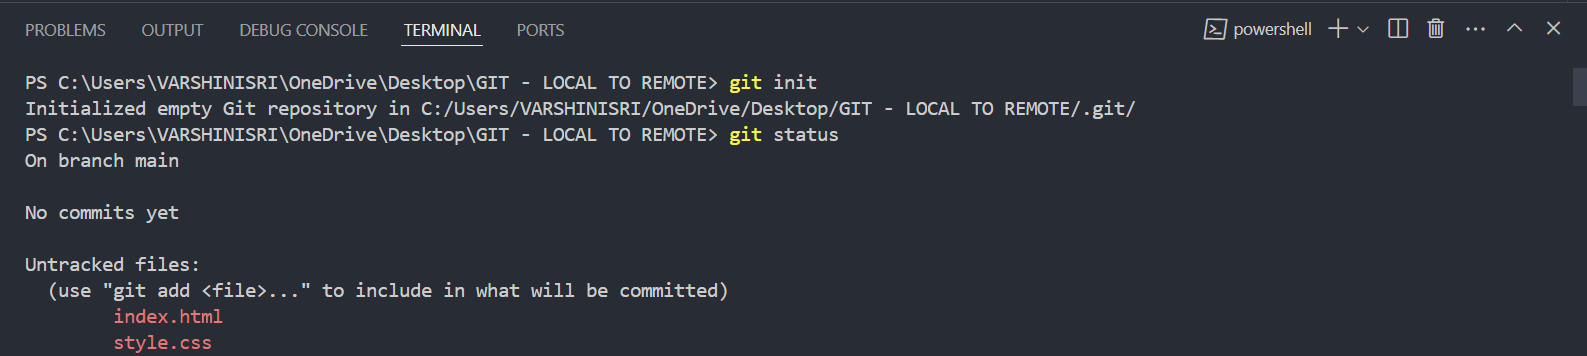 PROBLEMS OUTPUT DEBUG CONSOLE TERMINAL PORTS powershell
PS C:\Users\VARSHINISRI\OneDrive\Desktop\GIT - LOCAL TO REMOTE> git init
Initialized empty Git repository in C:/Users/VARSHINISRI/OneDrive/Desktop/GIT - LOCAL TO REMOTE/.git/
PS C:\Users\VARSHINISRI\OneDrive\Desktop\GIT - LOCAL TO REMOTE> git status
On branch main
No commits yet
Untracked files:
  (use "git add <file>..." to include in what will be committed)
        index.html
        style.css